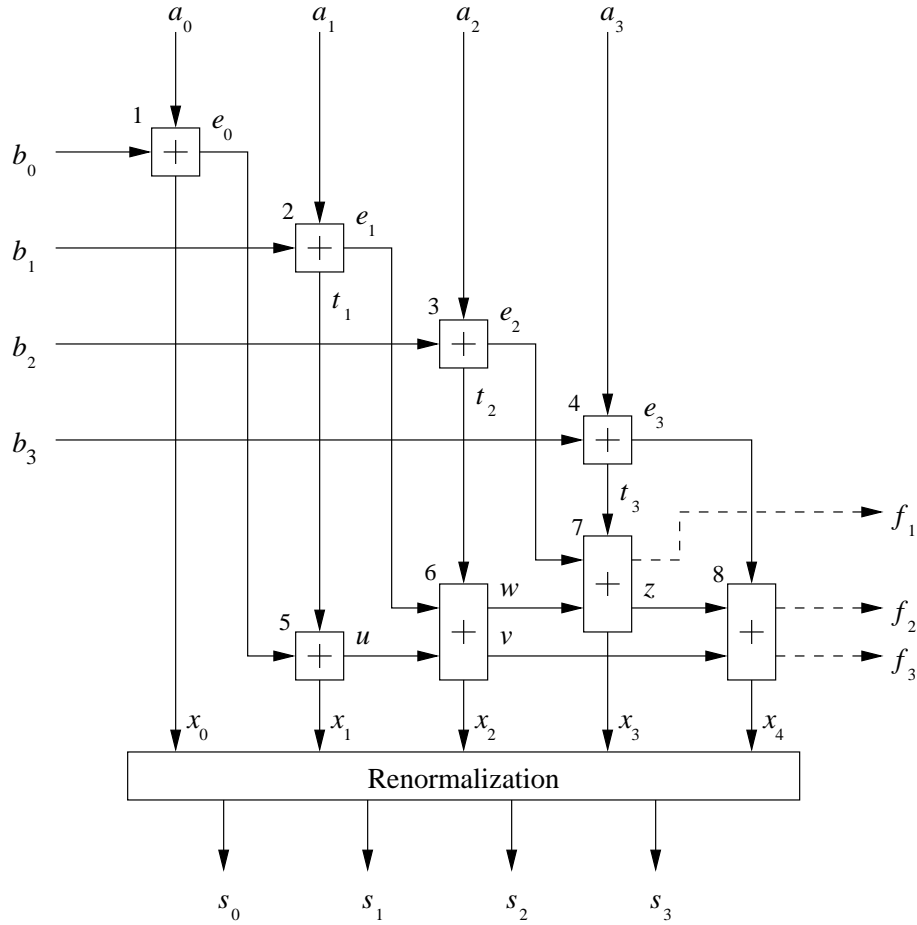 a0 a1 a2 a3
1 e0
b0 +
2 e1
b1 +
t1
3 e2
b2 +
t2
4 e3
b3 +
t3
7 f1
6 + 8
w z f2
5 u + v + f3
+
x0 x1 x2 x3 x4
Renormalization
s0 s1 s2 s3